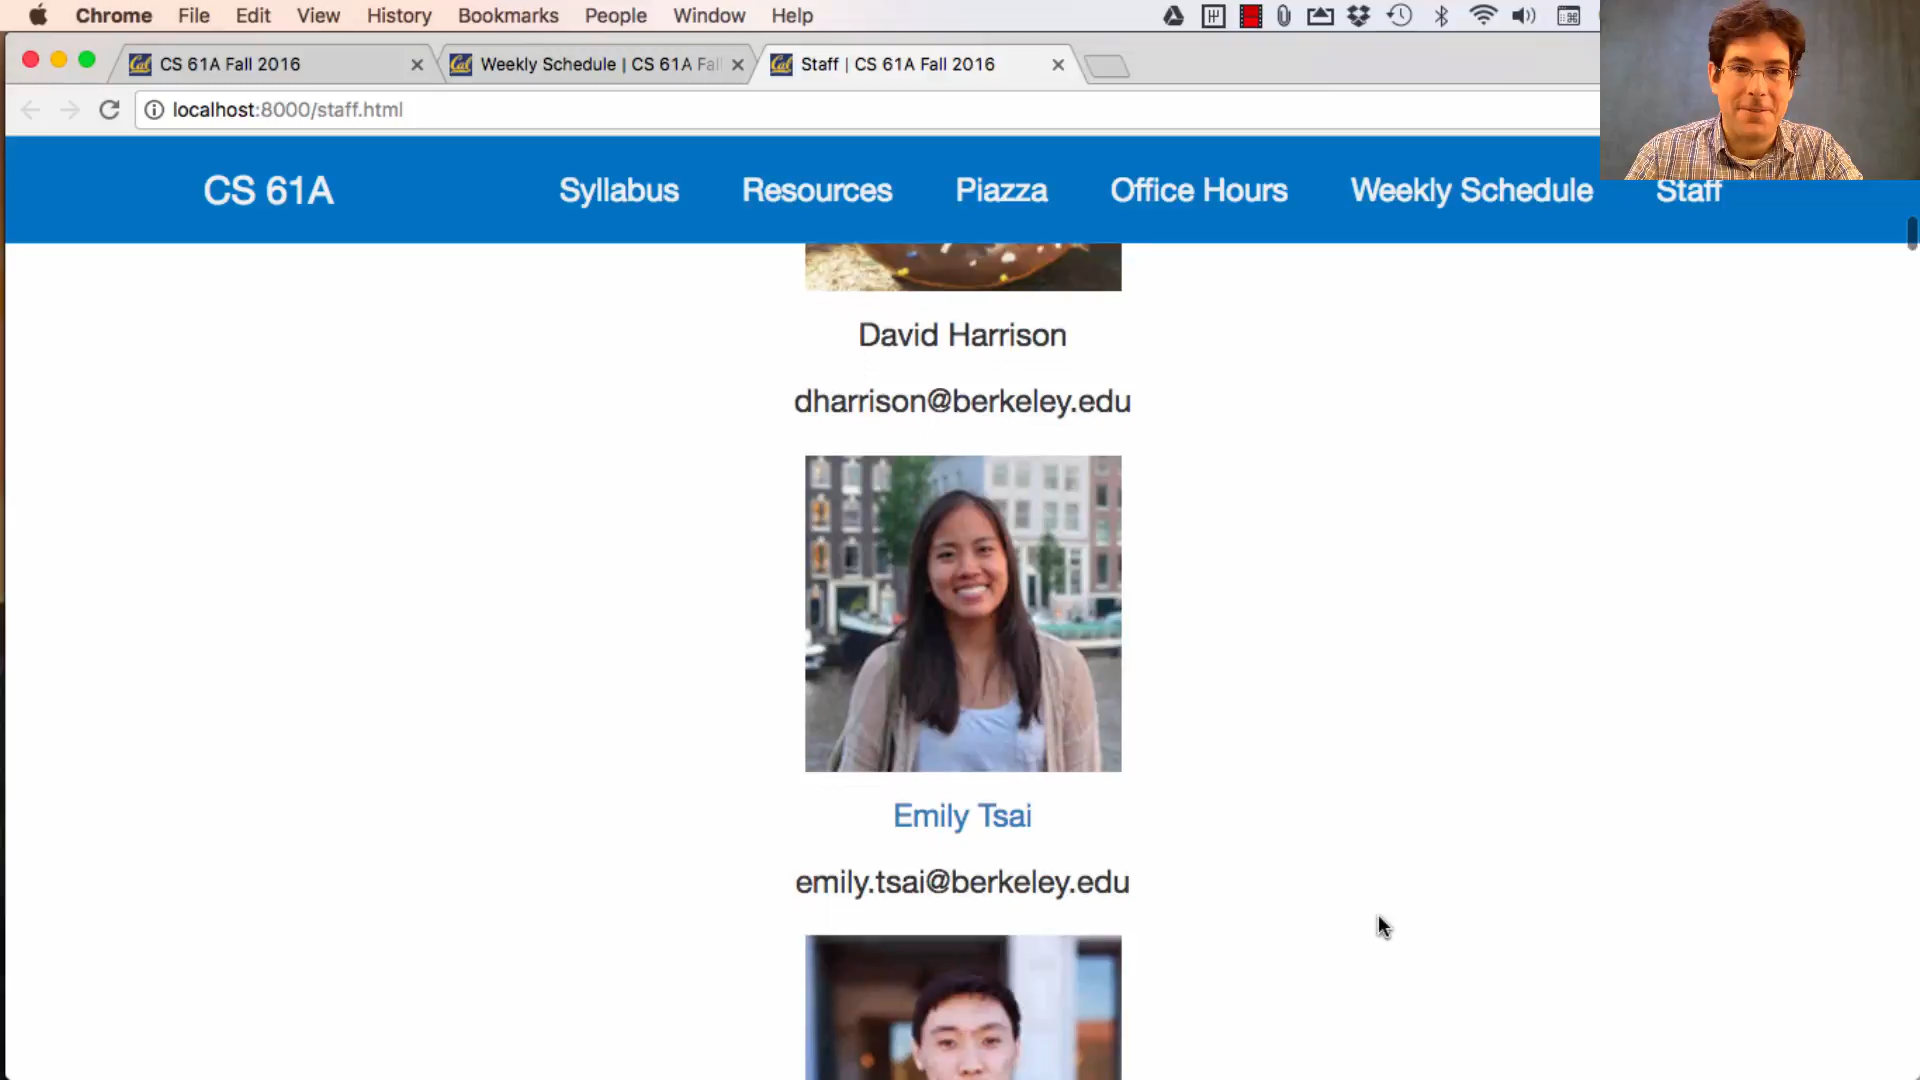 Chrome File Edit View History Bookmarks People Window Help
CS 61A Fall 2016
Weekly Schedule | CS 61A Fal
Staff | CS 61A Fall 2016
localhost:8000/staff.html
CS 61A Syllabus Resources Piazza Office Hours Weekly Schedule Staff
David Harrison
dharrison@berkeley.edu
Emily Tsai
emily.tsai@berkeley.edu